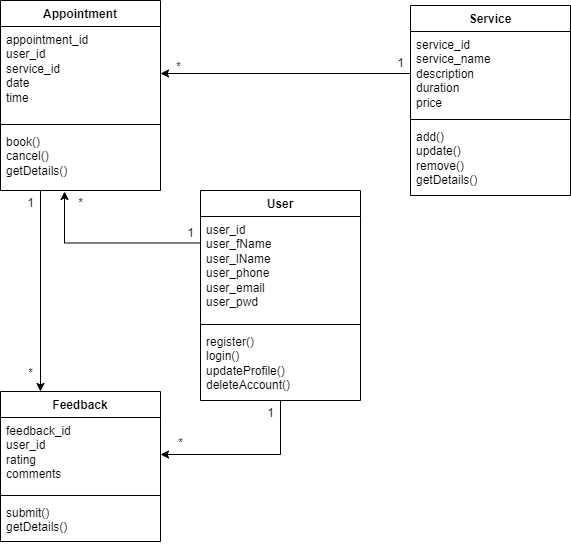 Appointment
appointment_id
user_id
service_id
date
time
book()
cancel()
getDetails()
*
1
Service
service_id
service_name
description
duration
price
add()
update()
remove()
getDetails()
1
*
1
User
user_id
user_fName
user_lName
user_phone
user_email
user_pwd
register()
login()
updateProfile()
deleteAccount()
*
1
*
Feedback
feedback_id
user_id
rating
comments
submit()
getDetails()